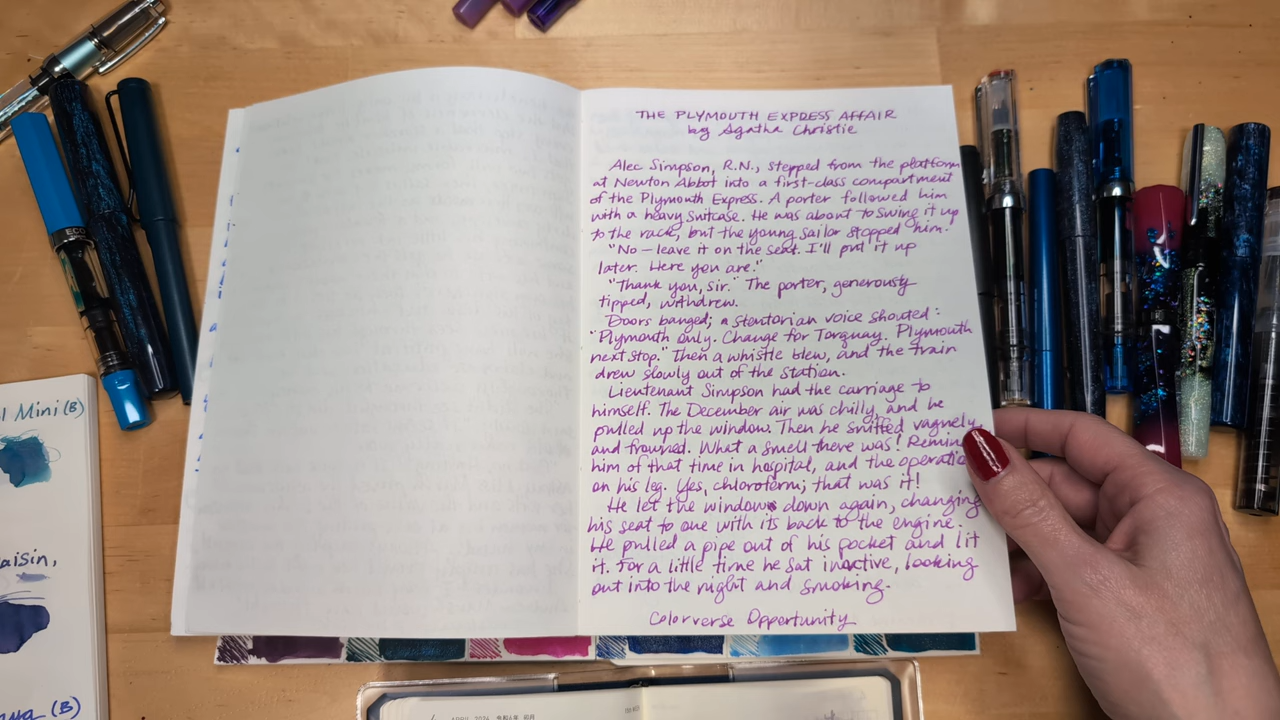 THE PLYMOUTH EXPRESS AFFAIR
by Agatha Christie
Alec Simpson, R.N., stepped from the platform
at Newton Abbot into a first-class compartment
of the Plymouth Express. A porter followed him
with a heavy suitcase. He was about to swing it up
to the rack, but the young sailor stopped him.
"No – leave it on the seat. I'll put it up
later. Here you are."
"Thank you, sir." The porter, generously
tipped, withdrew.
Doors banged; a stentorian voice shouted:
"Plymouth only. Change for Torquay. Plymouth
next stop." Then a whistle blew, and the train
drew slowly out of the station.
Lieutenant Simpson had the carriage to
himself. The December air was chilly, and he
pulled up the window. Then he sniffed vaguely
and frowned. What a smell there was! Remin
him of that time in hospital, and the operatio
on his leg. Yes, chloroform; that was it!
He let the window down again, changing
his seat to one with its back to the engine.
He pulled a pipe out of his pocket and lit
it. For a little time he sat inactive, looking
out into the night and smoking.
Colorverse Opportunity
ECO
l Mini (B)
aisin,
(B)
APRIL 2024